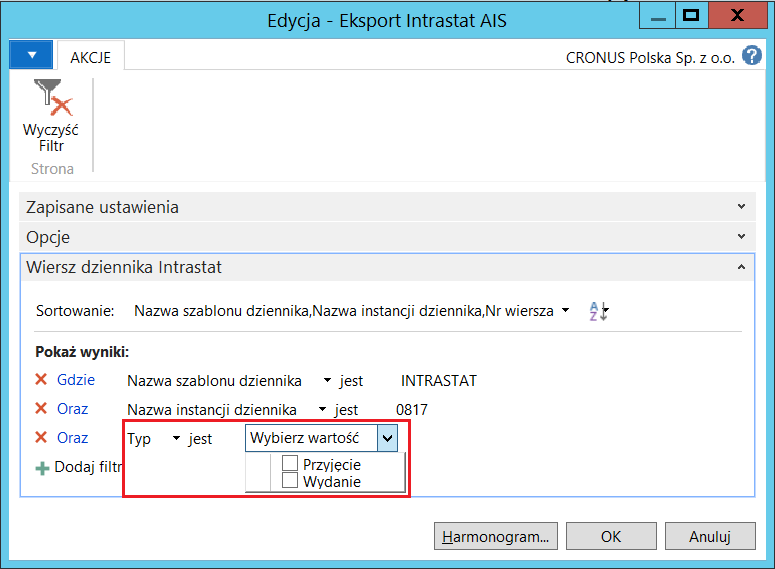 Edycja - Eksport Intrastat AIS
AKCJE
CRONUS Polska Sp. z o.o.
Wyczyść
Filtr
Strona
Zapisane ustawienia
Opcje
Wiersz dziennika Intrastat
Sortowanie: Nazwa szablonu dziennika,Nazwa instancji dziennika,Nr wiersza
Pokaż wyniki:
Gdzie Nazwa szablonu dziennika jest INTRASTAT
Oraz Nazwa instancji dziennika jest 0817
Oraz Typ jest Wybierz wartość
Dodaj filtr
Przyjęcie
Wydanie
Harmonogram... OK Anuluj